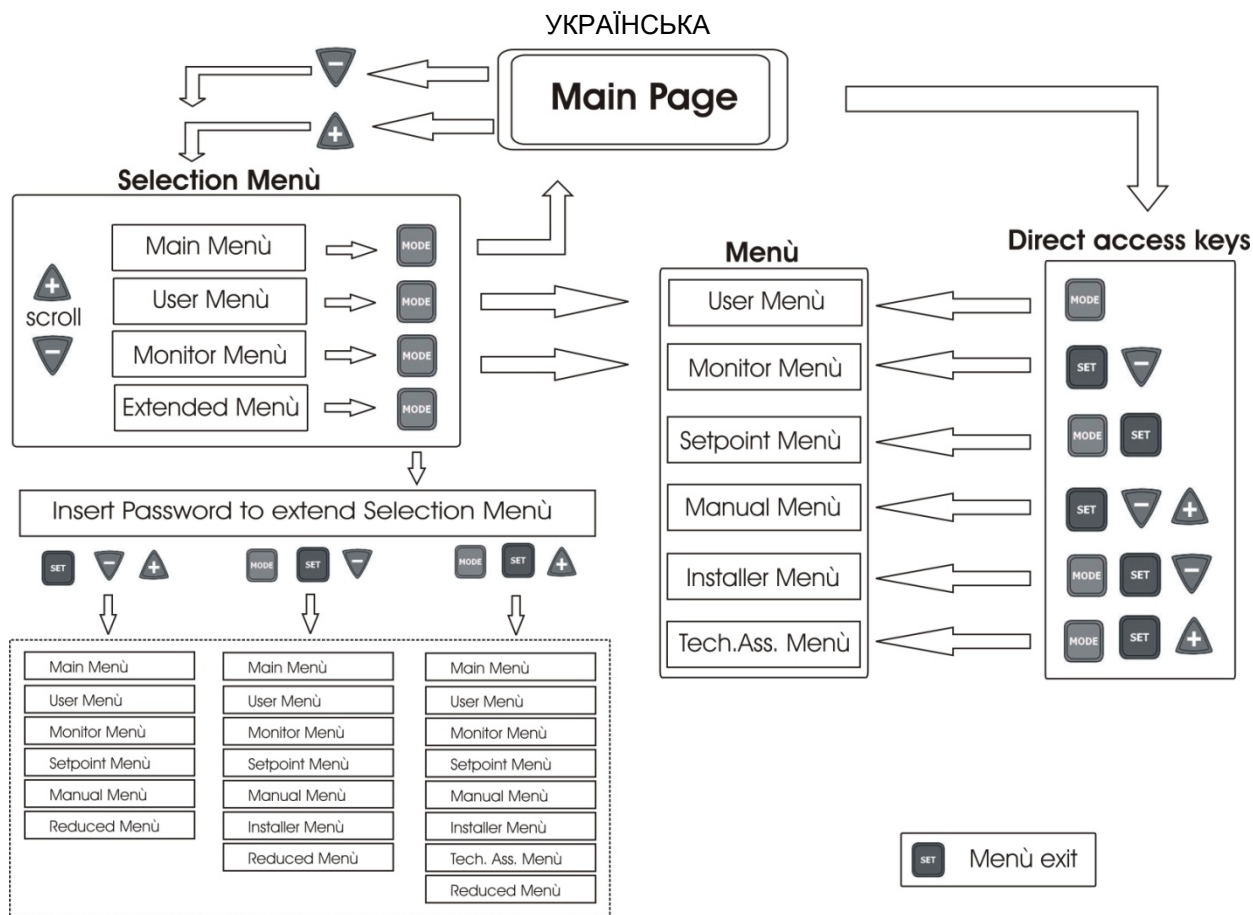 УКРАЇНСЬКА
Main Page
Selection Menù
Main Menù
MODE
User Menù
MODE
scroll
Monitor Menù
MODE
Extended Menù
MODE
Insert Password to extend Selection Menù
SET
MODE
SET
MODE
SET
Main Menù
User Menù
Monitor Menù
Setpoint Menù
Manual Menù
Reduced Menù
Main Menù
User Menù
Monitor Menù
Setpoint Menù
Manual Menù
Installer Menù
Reduced Menù
Main Menù
User Menù
Monitor Menù
Setpoint Menù
Manual Menù
Installer Menù
Tech. Ass. Menù
Reduced Menù
Menù
User Menù
Monitor Menù
Setpoint Menù
Manual Menù
Installer Menù
Tech.Ass. Menù
Direct access keys
MODE
SET
MODE SET
SET
MODE SET
MODE SET
SET Menù exit